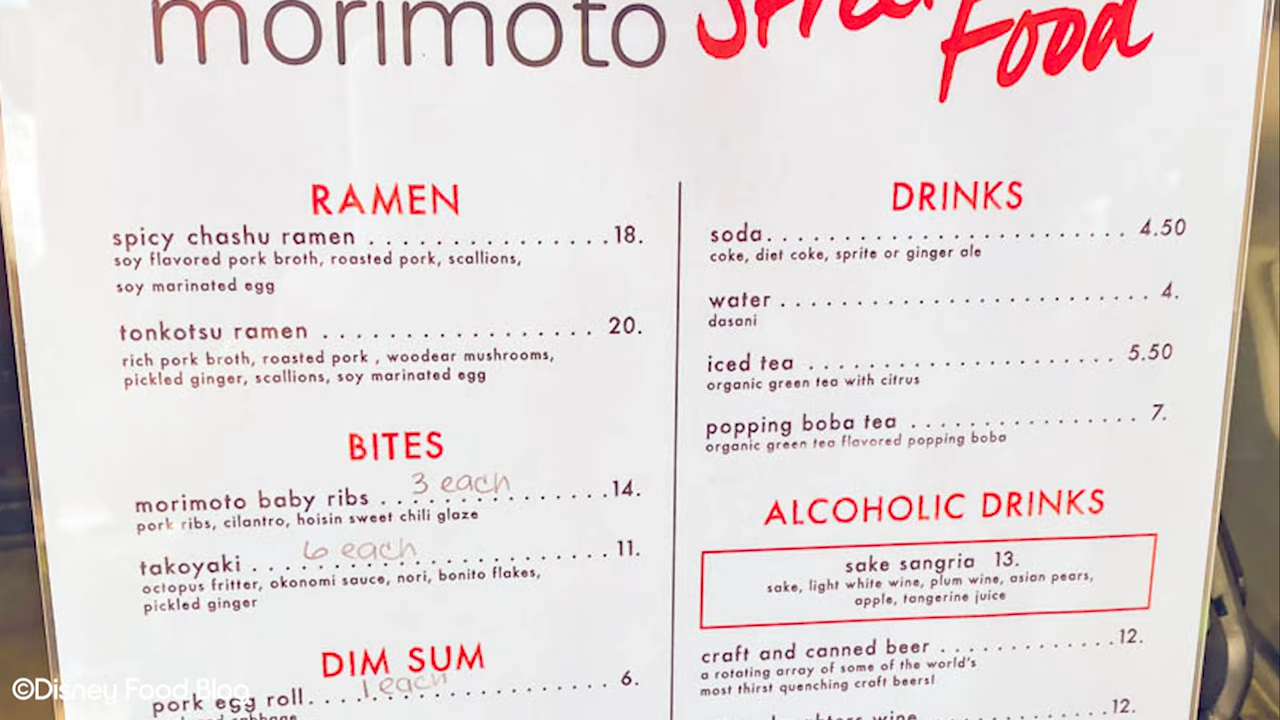 morimoto Street Food
RAMEN
spicy chashu ramen . . . . . . . . . . . . . . . .18.
soy flavored pork broth, roasted pork, scallions,
soy marinated egg
tonkotsu ramen . . . . . . . . . . . . . . . . . . 20.
rich pork broth, roasted pork , woodear mushrooms,
pickled ginger, scallions, soy marinated egg
BITES
3 each
morimoto baby ribs . . . . . . . . . . . . . . . .14.
pork ribs, cilantro, hoisin sweet chili glaze
6 each
takoyaki . . . . . . . . . . . . . . . . . . . . . . . . 11.
octopus fritter, okonomi sauce, nori, bonito flakes,
pickled ginger
DIM SUM
1 each
pork egg roll. . . . . . . . . . . . . . . . . . . . . 6.
cabbage
DRINKS
soda. . . . . . . . . . . . . . . . . . . . . . . . 4.50
coke, diet coke, sprite or ginger ale
water . . . . . . . . . . . . . . . . . . . . . . . . . 4.
dasani
iced tea . . . . . . . . . . . . . . . . . . . . . 5.50
organic green tea with citrus
popping boba tea . . . . . . . . . . . . . . . . 7.
organic green tea flavored popping boba
ALCOHOLIC DRINKS
sake sangria 13.
sake, light white wine, plum wine, asian pears,
apple, tangerine juice
craft and canned beer . . . . . . . . . . . . .12.
a rotating array of some of the world's
most thirst quenching craft beers!
wine . . . . . . . . . . . . . .12.
©Disney Food Blog